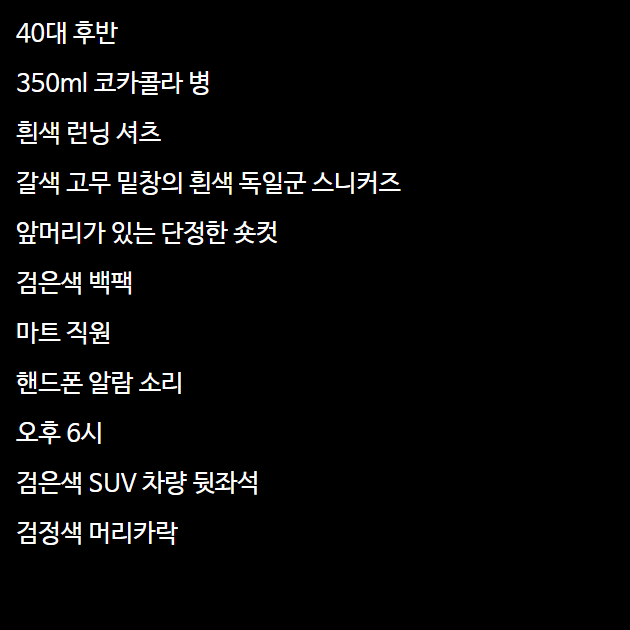 40대 후반
350ml 코카콜라 병
흰색 런닝 셔츠
갈색 고무 밑창의 흰색 독일군 스니커즈
앞머리가 있는 단정한 숏컷
검은색 백팩
마트 직원
핸드폰 알람 소리
오후 6시
검은색 SUV 차량 뒷좌석
검정색 머리카락